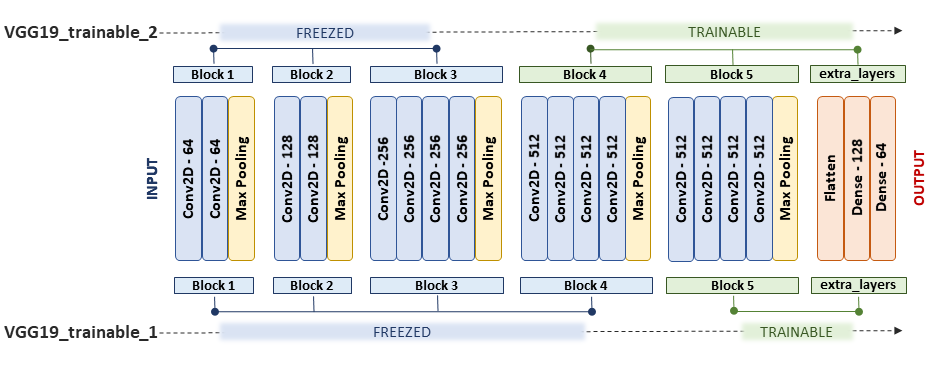 VGG19_trainable_2
FREEZED
TRAINABLE
Block 1
Block 2
Block 3
Block 4
Block 5
extra_layers
INPUT
Conv2D - 64
Conv2D - 64
Max Pooling
Conv2D - 128
Conv2D - 128
Max Pooling
Conv2D -256
Conv2D - 256
Conv2D - 256
Conv2D - 256
Max Pooling
Conv2D - 512
Conv2D - 512
Conv2D - 512
Conv2D - 512
Max Pooling
Conv2D - 512
Conv2D - 512
Conv2D - 512
Conv2D - 512
Max Pooling
Flatten
Dense - 128
Dense - 64
OUTPUT
Block 1
Block 2
Block 3
Block 4
Block 5
extra_layers
VGG19_trainable_1
FREEZED
TRAINABLE